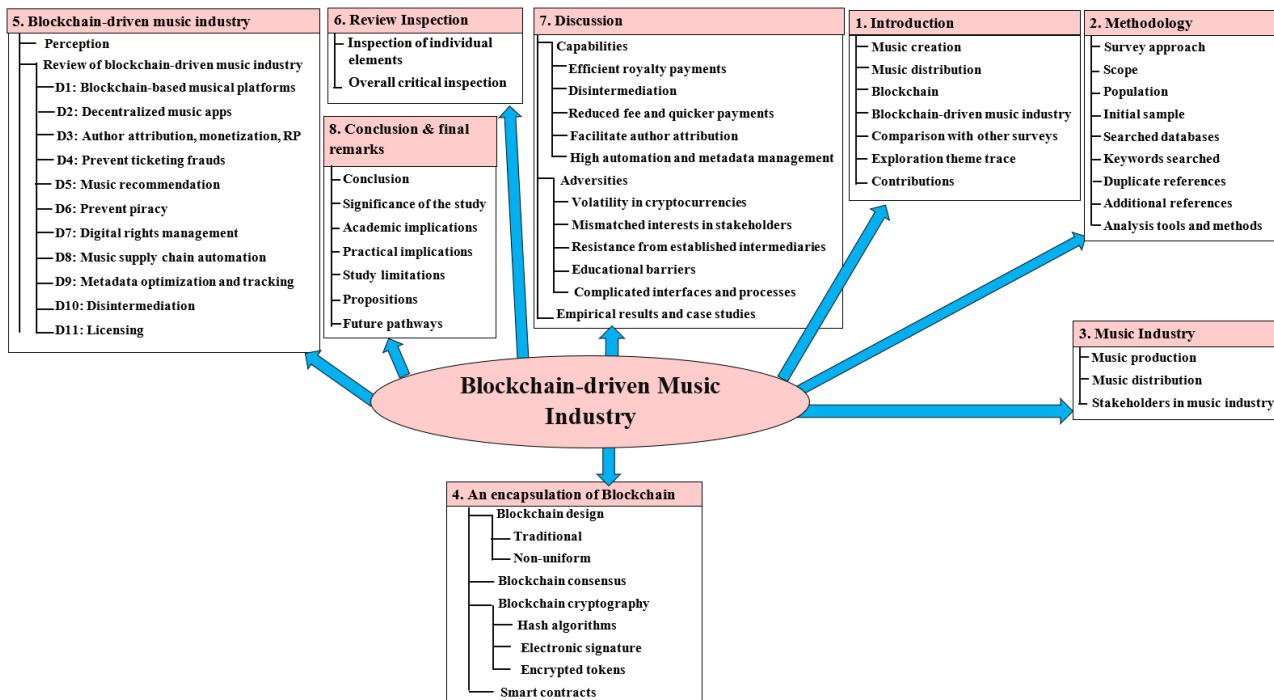 5. Blockchain-driven music industry
Perception
Review of blockchain-driven music industry
D1: Blockchain-based musical platforms
D2: Decentralized music apps
D3: Author attribution, monetization, RP
D4: Prevent ticketing frauds
D5: Music recommendation
D6: Prevent piracy
D7: Digital rights management
D8: Music supply chain automation
D9: Metadata optimization and tracking
D10: Disintermediation
D11: Licensing
6. Review Inspection
Inspection of individual
elements
Overall critical inspection
8. Conclusion & final
remarks
Conclusion
Significance of the study
Academic implications
Practical implications
Study limitations
Propositions
Future pathways
7. Discussion
Capabilities
Efficient royalty payments
Disintermediation
Reduced fee and quicker payments
Facilitate author attribution
High automation and metadata management
Adversities
Volatility in cryptocurrencies
Mismatched interests in stakeholders
Resistance from established intermediaries
Educational barriers
Complicated interfaces and processes
Empirical results and case studies
1. Introduction
Music creation
Music distribution
Blockchain
Blockchain-driven music industry
Comparison with other surveys
Exploration theme trace
Contributions
2. Methodology
Survey approach
Scope
Population
Initial sample
Searched databases
Keywords searched
Duplicate references
Additional references
Analysis tools and methods
3. Music Industry
Music production
Music distribution
Stakeholders in music industry
Blockchain-driven Music
Industry
4. An encapsulation of Blockchain
Blockchain design
Traditional
Non-uniform
Blockchain consensus
Blockchain cryptography
Hash algorithms
Electronic signature
Encrypted tokens
Smart contracts